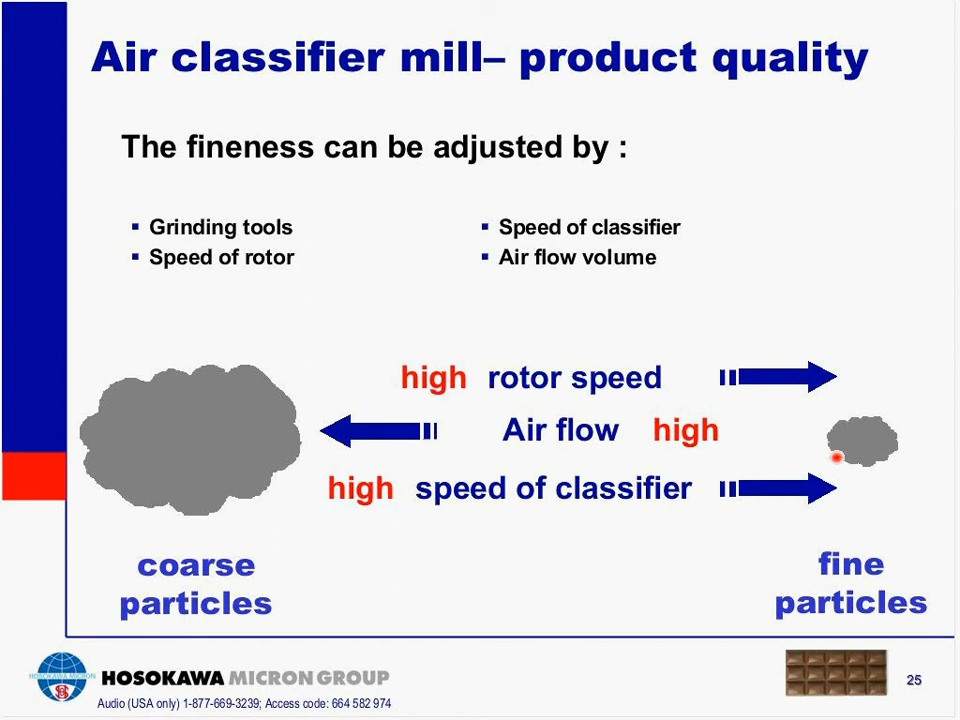 Air classifier mill– product quality
The fineness can be adjusted by :
▪ Grinding tools
▪ Speed of rotor
▪ Speed of classifier
▪ Air flow volume
high rotor speed
Air flow high
high speed of classifier
coarse
particles
fine
particles
HOSOKAWA MICRON GROUP
Audio (USA only) 1-877-669-3239; Access code: 664 582 974
25